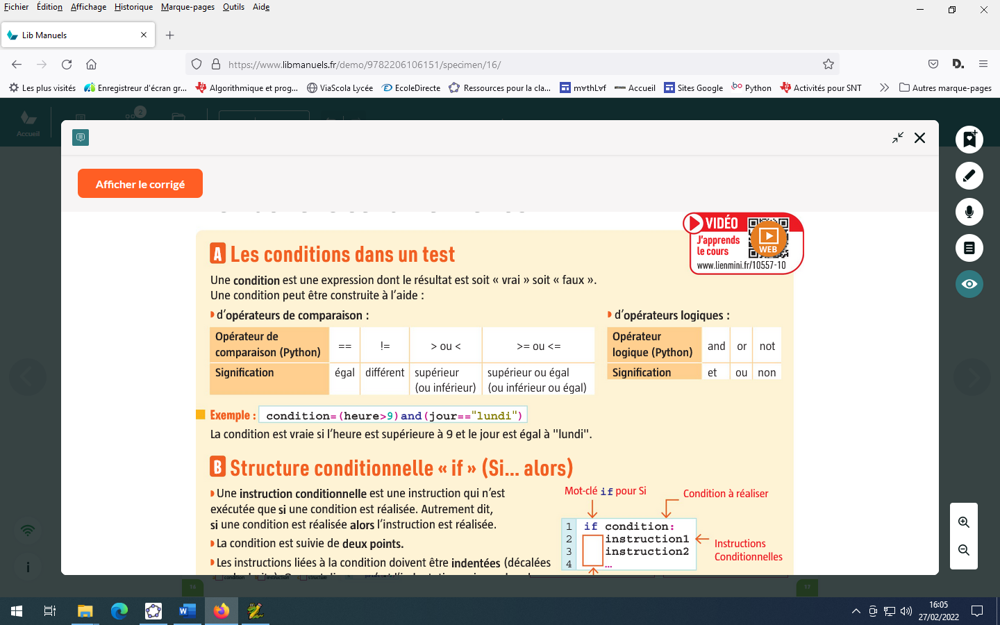 Fichier Édition Affichage Historique Marque-pages Outils Aide
Lib Manuels
https://www.libmanuels.fr/demo/9782206106151/specimen/16/
Les plus visités Enregistreur d'écran gr... Algorithmique et prog... ViaScola Lycée EcoleDirecte Ressources pour la cla... m∀thL∀f Accueil Sites Google Python Activités pour SNT Autres marque-pages
2
Accueil
Afficher le corrigé
VIDÉO
J'apprends
le cours
WEB
www.lienmini.fr/10557-10
A Les conditions dans un test
Une condition est une expression dont le résultat est soit « vrai » soit « faux ».
Une condition peut être construite à l'aide :
d'opérateurs de comparaison :
Opérateur de
comparaison (Python) == != > ou < >= ou <=
Signification égal différent supérieur supérieur ou égal
(ou inférieur) (ou inférieur ou égal)
d'opérateurs logiques :
Opérateur
logique (Python) and or not
Signification et ou non
Exemple : condition=(heure>9)and(jour=="lundi")
La condition est vraie si l'heure est supérieure à 9 et le jour est égal à "lundi".
B Structure conditionnelle « if » (Si... alors)
Une instruction conditionnelle est une instruction qui n'est
exécutée que si une condition est réalisée. Autrement dit,
si une condition est réalisée alors l'instruction est réalisée.
La condition est suivie de deux points.
Les instructions liées à la condition doivent être indentées (décalées
Mot-clé if pour Si
Condition à réaliser
1 if condition:
2 instruction1
3 instruction2
4 …
Instructions
Conditionnelles
condition instruction structure
16
17
16:05
27/02/2022